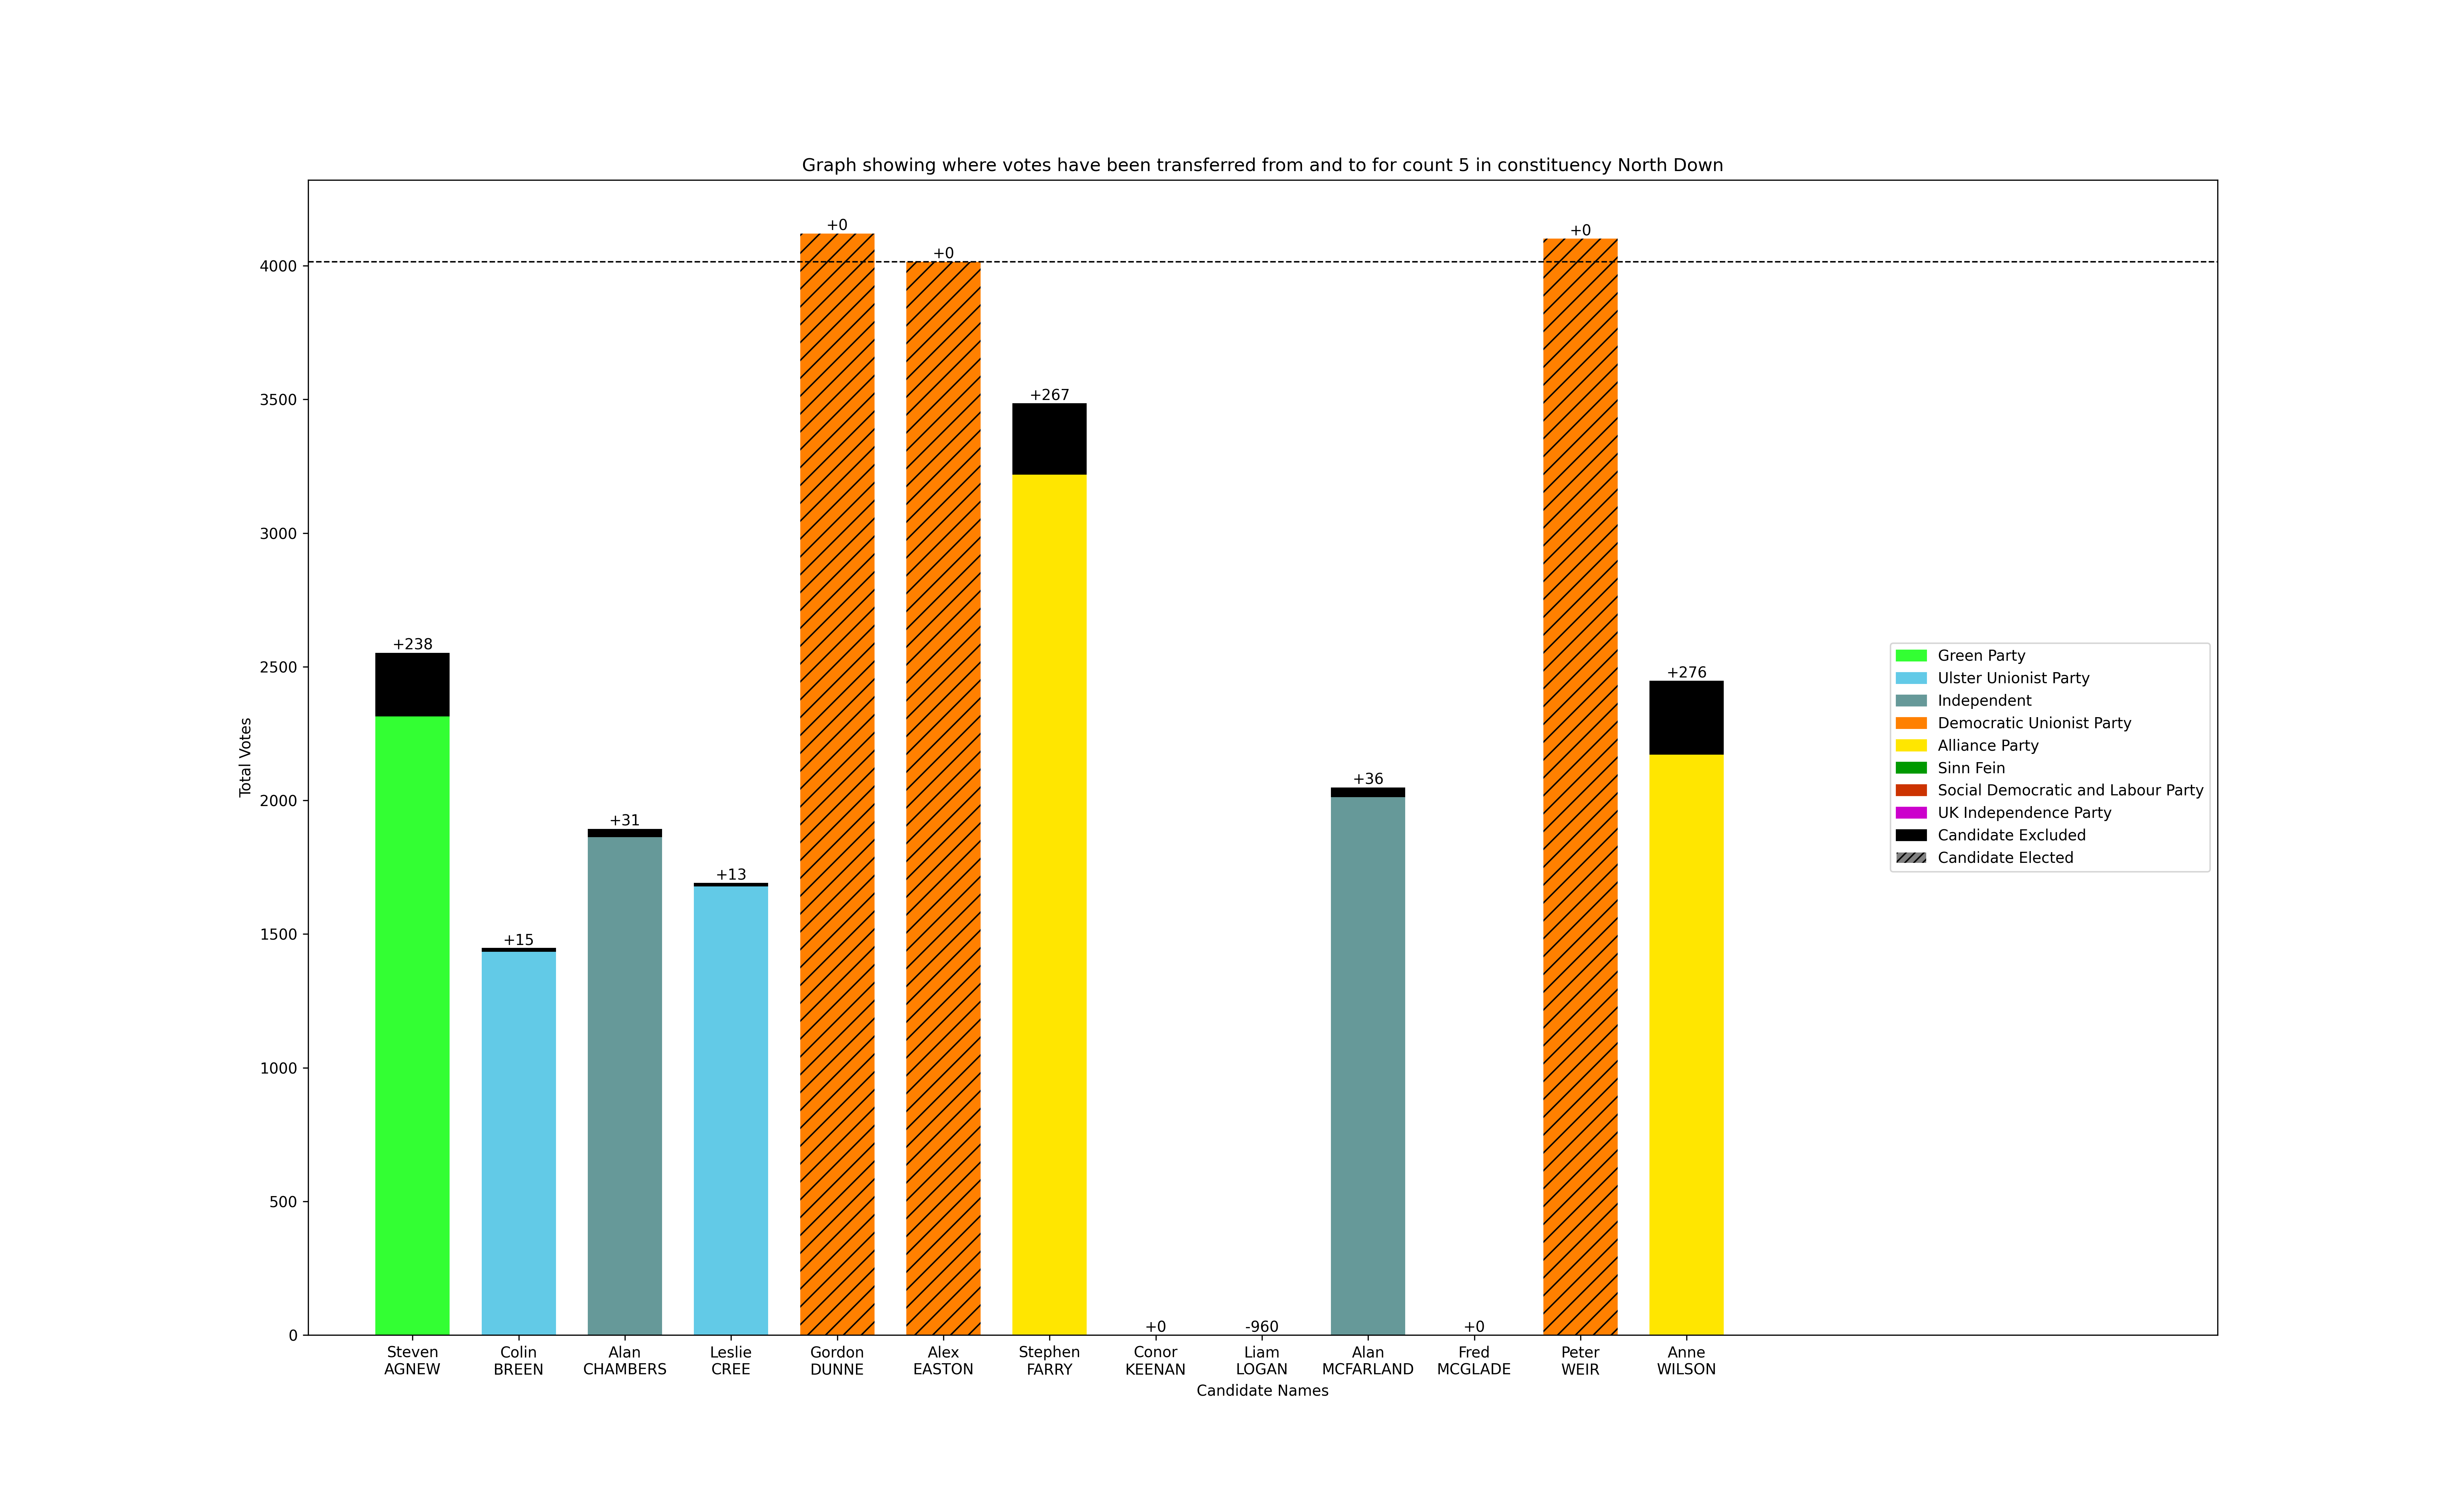 Graph showing where votes have been transferred from and to for count 5 in constituency North Down
Total Votes
4000
3500
3000
2500
2000
1500
1000
500
0
+238
+15
+31
+13
+0
+0
+267
+0
-960
+36
+0
+0
+276
Green Party
Ulster Unionist Party
Independent
Democratic Unionist Party
Alliance Party
Sinn Fein
Social Democratic and Labour Party
UK Independence Party
Candidate Excluded
Candidate Elected
Steven
AGNEW
Colin
BREEN
Alan
CHAMBERS
Leslie
CREE
Gordon
DUNNE
Alex
EASTON
Stephen
FARRY
Conor
KEENAN
Liam
LOGAN
Alan
MCFARLAND
Fred
MCGLADE
Peter
WEIR
Anne
WILSON
Candidate Names